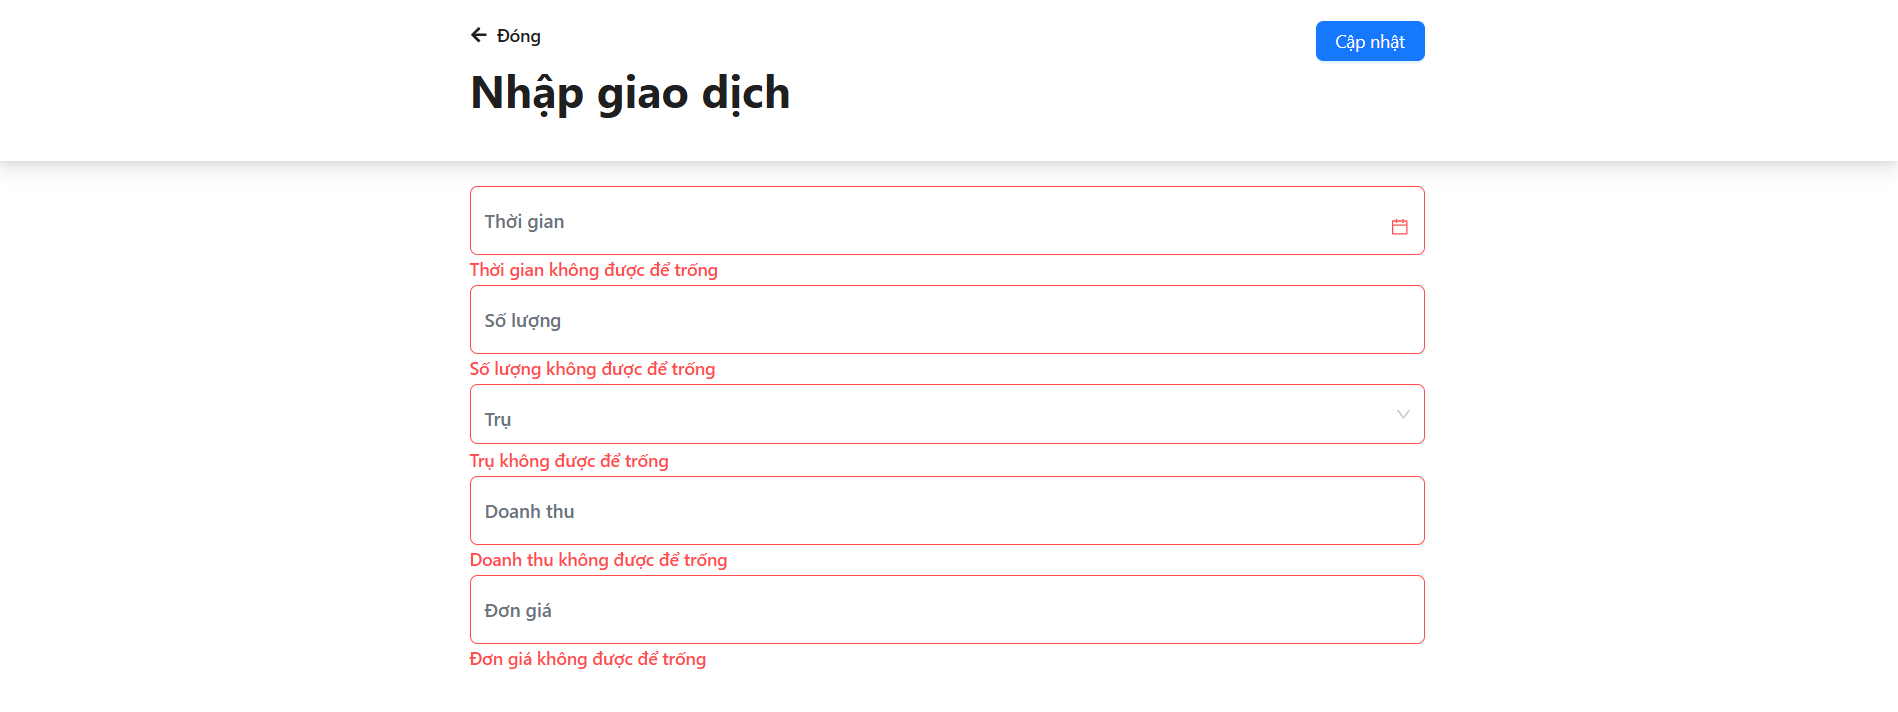 Đóng
Cập nhật
Nhập giao dịch
Thời gian
Thời gian không được để trống
Số lượng
Số lượng không được để trống
Trụ
Trụ không được để trống
Doanh thu
Doanh thu không được để trống
Đơn giá
Đơn giá không được để trống